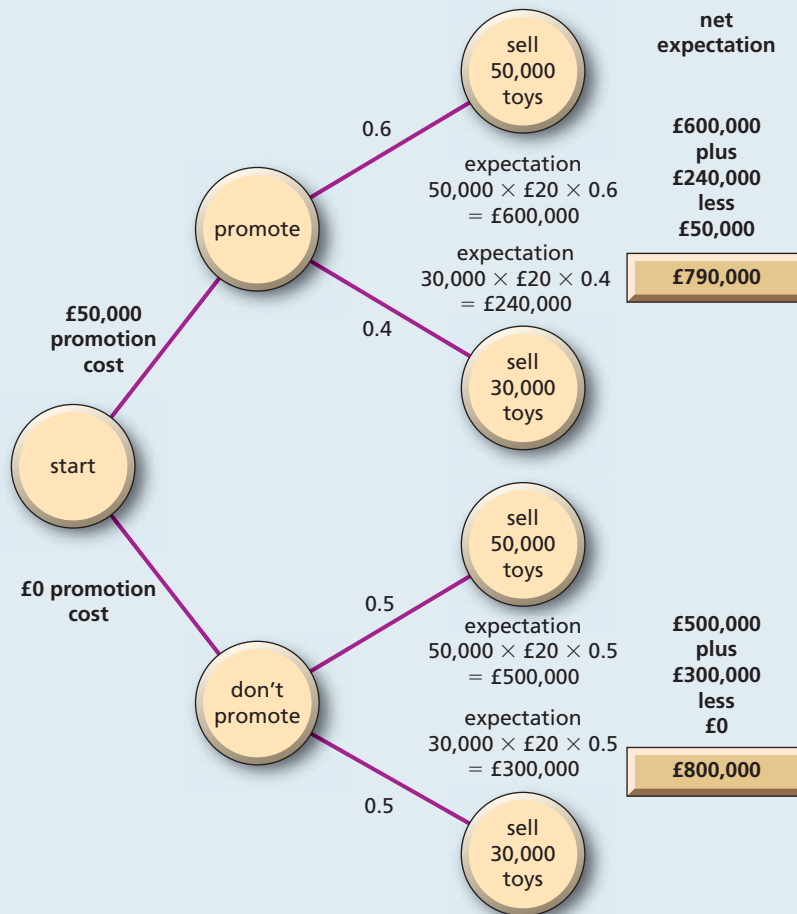 net
expectation
sell
50,000
toys
0.6
expectation
50,000 × £20 × 0.6
= £600,000
£600,000
plus
£240,000
less
£50,000
promote
expectation
30,000 × £20 × 0.4
= £240,000
£790,000
£50,000
promotion
cost
0.4
sell
30,000
toys
start
sell
50,000
toys
£0 promotion
cost
0.5
expectation
50,000 × £20 × 0.5
= £500,000
£500,000
plus
£300,000
less
£0
don't
promote
expectation
30,000 × £20 × 0.5
= £300,000
£800,000
0.5
sell
30,000
toys